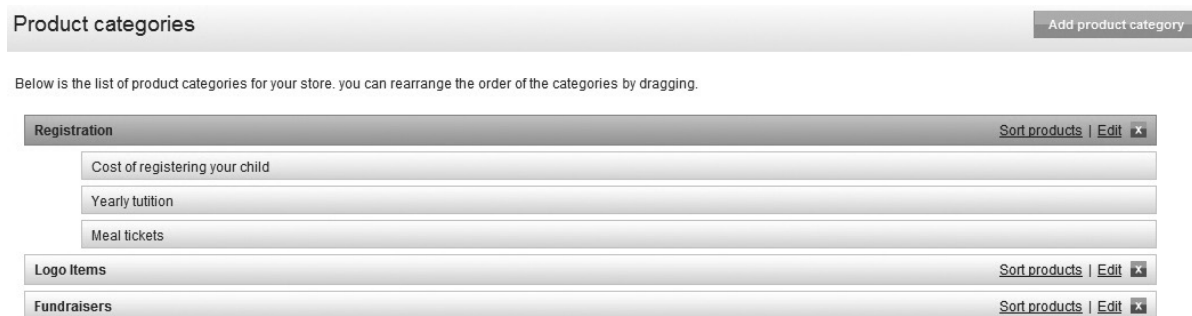 Product categories
Add product category
Below is the list of product categories for your store. you can rearrange the order of the categories by dragging.
Registration Sort products | Edit x
Cost of registering your child
Yearly tutition
Meal tickets
Logo Items Sort products | Edit x
Fundraisers Sort products | Edit x